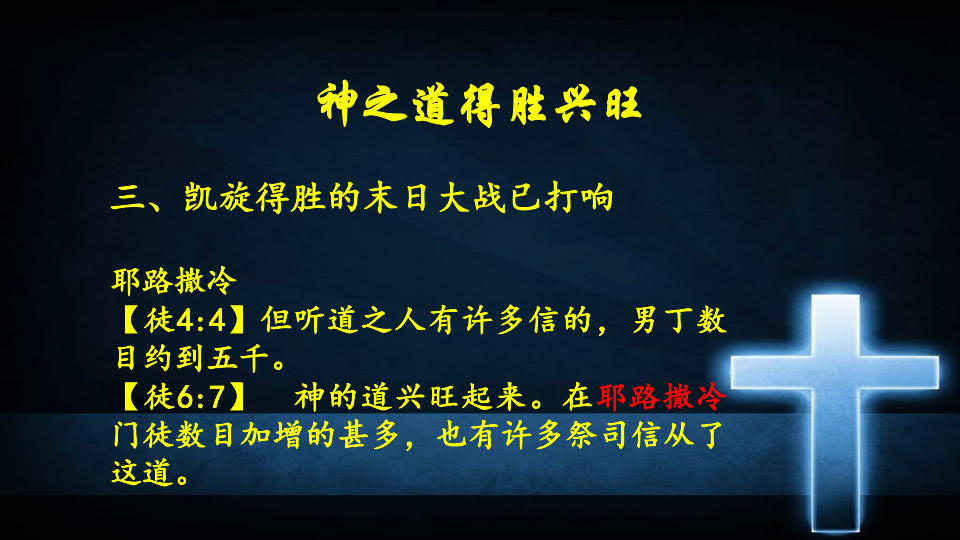 神之道得胜兴旺
三、凯旋得胜的末日大战已打响
耶路撒冷
【徒4:4】但听道之人有许多信的，男丁数
目约到五千。
【徒6:7】　神的道兴旺起来。在耶路撒冷
门徒数目加增的甚多，也有许多祭司信从了
这道。